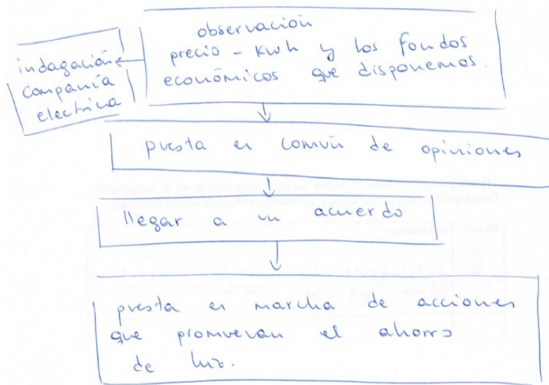 observación
precio - Kwh y los fondos
económicos que disponemos.
indagación
compañía
electrica
puesta en común de opiniones
llegar a un acuerdo
puesta en marcha de acciones
que promuevan el ahorro
de luz.